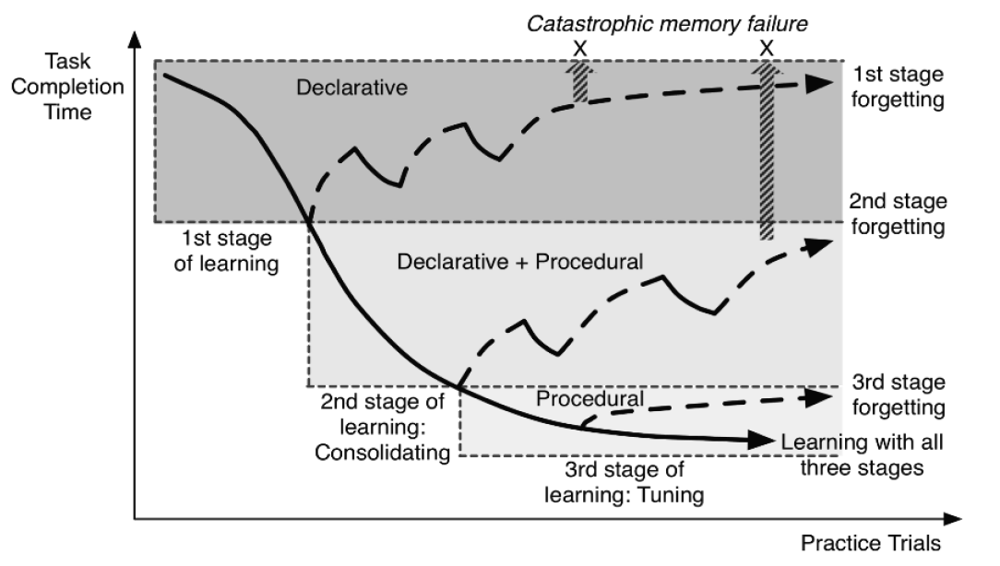 Catastrophic memory failure
X X
Task
Completion
Time
Declarative
1st stage
forgetting
2nd stage
forgetting
1st stage
of learning
Declarative + Procedural
3rd stage
forgetting
2nd stage of
learning:
Consolidating
Procedural
Learning with all
three stages
3rd stage of
learning: Tuning
Practice Trials